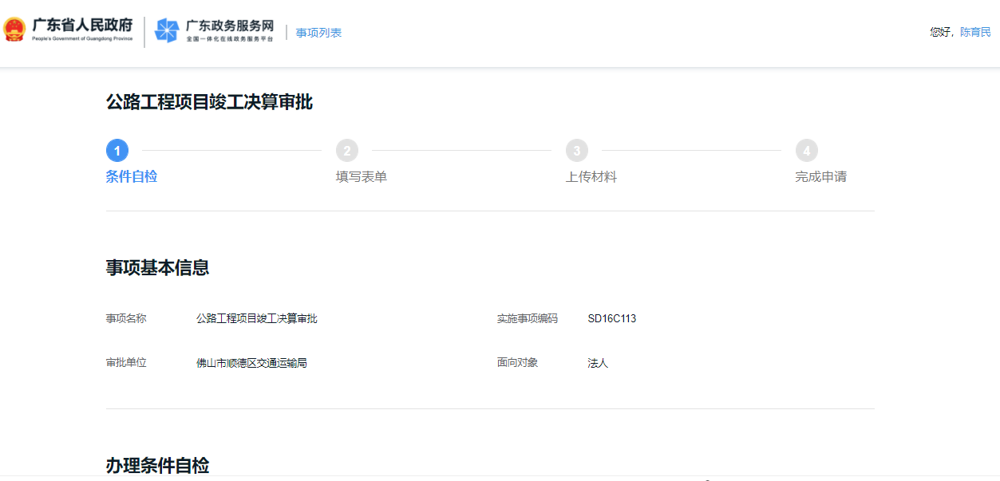 广东省人民政府
People's Government of Guangdong Province
广东政务服务网
全国一体化在线政务服务平台
事项列表
您好，陈育民
公路工程项目竣工决算审批
1 2 3 4
条件自检 填写表单 上传材料 完成申请
事项基本信息
事项名称 公路工程项目竣工决算审批 实施事项编码 SD16C113
审批单位 佛山市顺德区交通运输局 面向对象 法人
办理条件自检